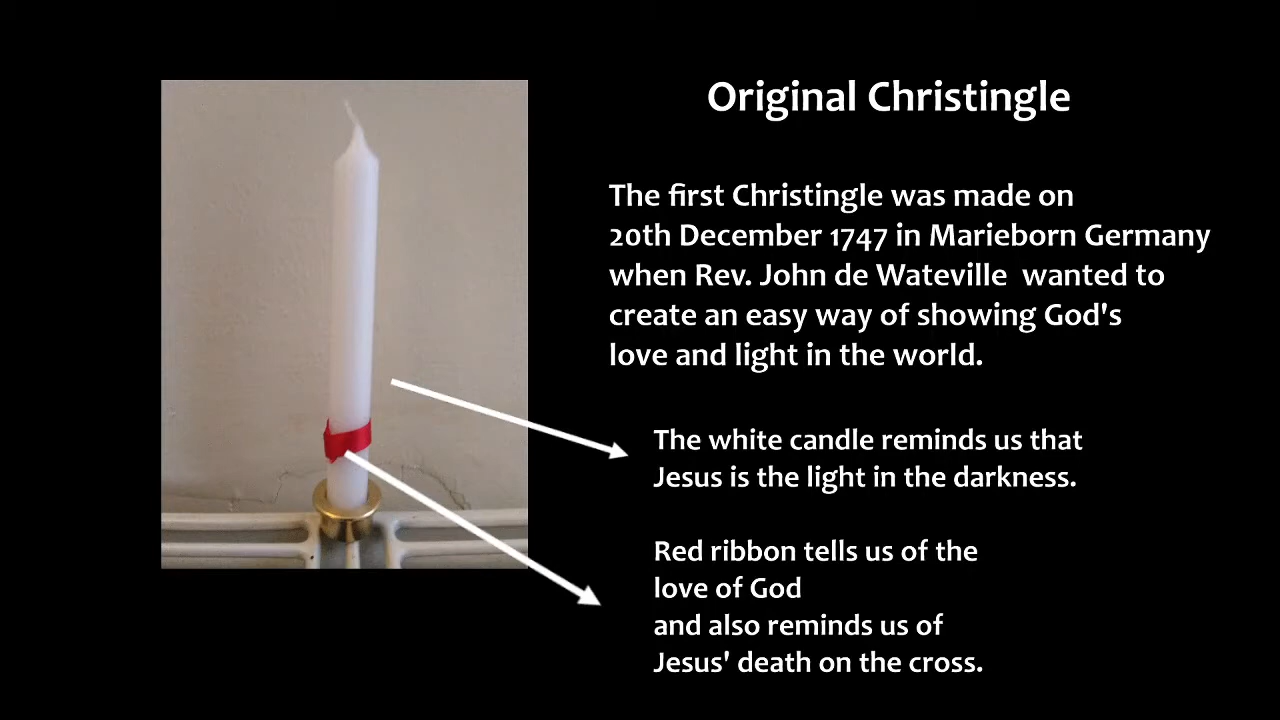 Original Christingle
The first Christingle was made on
20th December 1747 in Marieborn Germany
when Rev. John de Wateville wanted to
create an easy way of showing God's
love and light in the world.
The white candle reminds us that
Jesus is the light in the darkness.
Red ribbon tells us of the
love of God
and also reminds us of
Jesus' death on the cross.